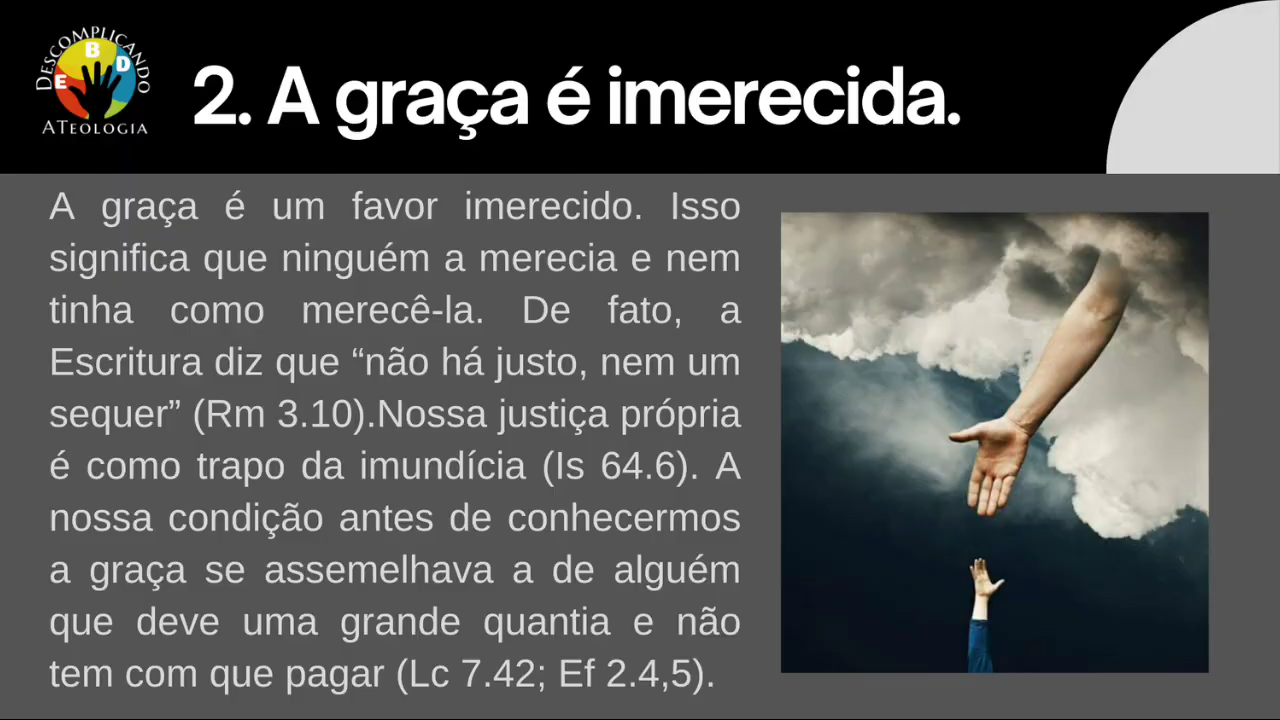 DESCOMPLICANDO
E B D
ATEOLOGIA
2. A graça é imerecida.
A graça é um favor imerecido. Isso
significa que ninguém a merecia e nem
tinha como merecê-la. De fato, a
Escritura diz que “não há justo, nem um
sequer” (Rm 3.10).Nossa justiça própria
é como trapo da imundícia (Is 64.6). A
nossa condição antes de conhecermos
a graça se assemelhava a de alguém
que deve uma grande quantia e não
tem com que pagar (Lc 7.42; Ef 2.4,5).